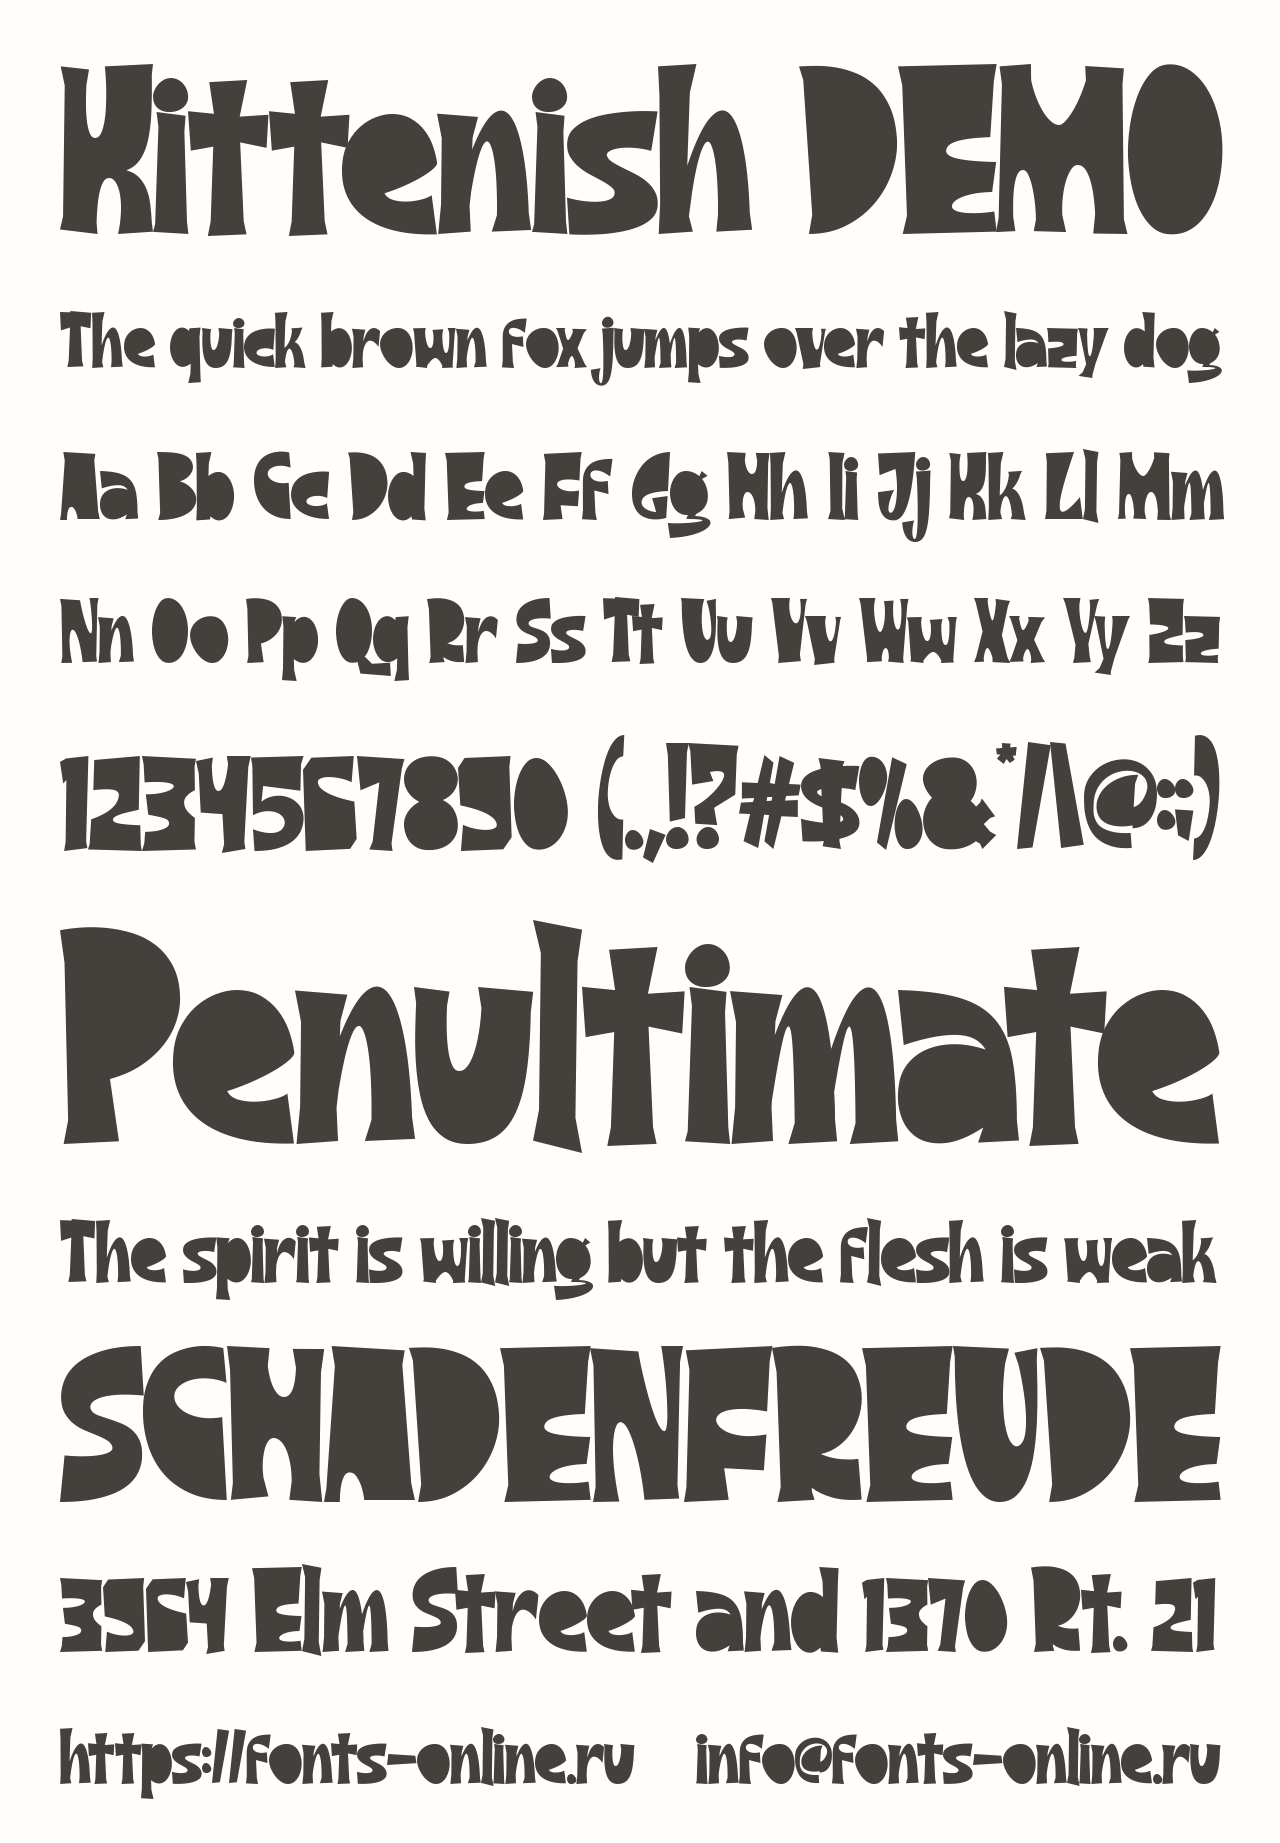 Kittenish DEMO
The quick brown fox jumps over the lazy dog
Aa Bb Cc Dd Ee Ff Gg Hh Ii Jj Kk Ll Mm
Nn Oo Pp Qq Rr Ss Tt Uu Vv Ww Xx Yy Zz
1234567890 (.,!?#$%&*/\@:;)
Penultimate
The spirit is willing but the flesh is weak
SCHADENFREUDE
3964 Elm Street and 1370 Rt. 21
https://fonts-online.ru info@fonts-online.ru